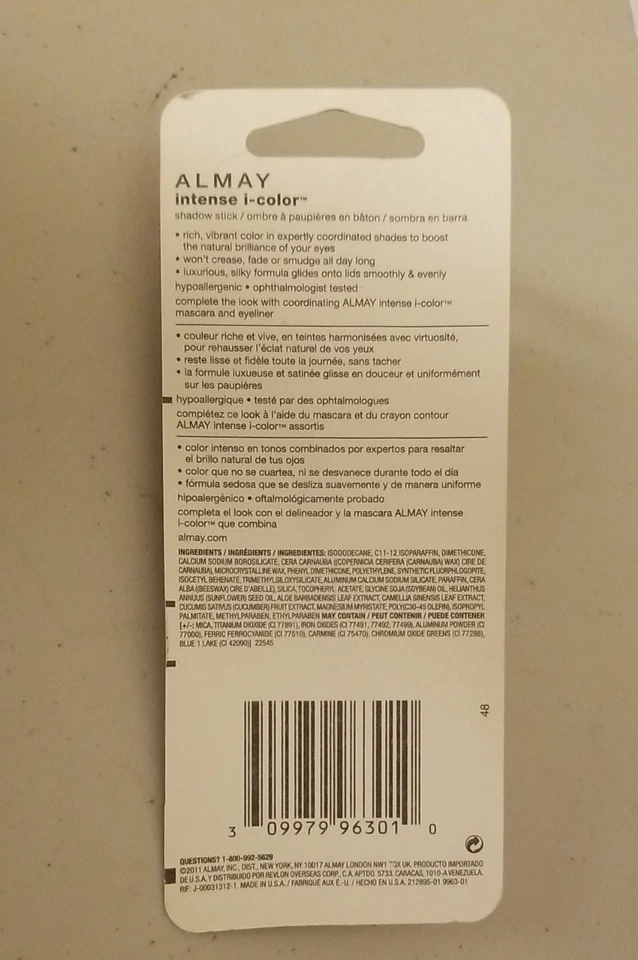 ALMAY
intense i-color™
shadow stick / ombre à paupières en bâton / sombra en barra
• rich, vibrant color in expertly coordinated shades to boost
the natural brilliance of your eyes
• won't crease, fade or smudge all day long
• luxurious, silky formula glides onto lids smoothly & evenly
hypoallergenic • ophthalmologist tested
complete the look with coordinating ALMAY intense i-color™
mascara and eyeliner
• couleur riche et vive, en teintes harmonisées avec virtuosité,
pour rehausser l'éclat naturel de vos yeux
• reste lisse et fidèle toute la journée, sans tacher
• la formule luxueuse et satinée glisse en douceur et uniformément
sur les paupières
hypoallergique • testé par des ophtalmologues
complétez ce look à l'aide du mascara et du crayon contour
ALMAY intense i-color™ assortis
• color intenso en tonos combinados por expertos para resaltar
el brillo natural de tus ojos
• color que no se cuartea, ni se desvanece durante todo el día
• fórmula sedosa que se desliza suavemente y de manera uniforme
hipoalergénico • oftalmológicamente probado
completa el look con el delineador y la mascara ALMAY intense
i-color™ que combina
almay.com
INGREDIENTS / INGRÉDIENTS / INGREDIENTES: ISODODECANE, C11-12 ISOPARAFFIN, DIMETHICONE,
CALCIUM SODIUM BOROSILICATE, CERA CARNAUBA ((COPERNICIA CERIFERA (CARNAUBA) WAX) CIRE DE
CARNAUBA), MICROCRYSTALLINE WAX, PHENYL DIMETHICONE, POLYETHYLENE, SYNTHETIC FLUORPHLOGOPITE,
ISOCETYL BEHENATE, TRIMETHYLSILOXYSILICATE, ALUMINUM CALCIUM SODIUM SILICATE, PARAFFIN, CERA
ALBA ((BEESWAX) CIRE D'ABEILLE), SILICA, TOCOPHERYL ACETATE, GLYCINE SOJA (SOYBEAN) OIL, HELIANTHUS
ANNUUS (SUNFLOWER) SEED OIL, ALOE BARBADENSIS LEAF EXTRACT, CAMELLIA SINENSIS LEAF EXTRACT,
CUCUMIS SATIVUS (CUCUMBER) FRUIT EXTRACT, MAGNESIUM MYRISTATE, POLY(C30-45 OLEFIN), ISOPROPYL
PALMITATE, METHYLPARABEN, ETHYLPARABEN MAY CONTAIN / PEUT CONTENIR / PUEDE CONTENER
[+/-: MICA, TITANIUM DIOXIDE (CI 77891), IRON OXIDES (CI 77491, 77492, 77499), ALUMINUM POWDER (CI
77000), FERRIC FERROCYANIDE (CI 77510), CARMINE (CI 75470), CHROMIUM OXIDE GREENS (CI 77288),
BLUE 1 LAKE (CI 42090)] 22545
48
3 09979 96301 0
QUESTIONS? 1-800-992-5629
©2011 ALMAY, INC., DIST., NEW YORK, NY 10017 ALMAY LONDON NW1 UK. PRODUCTO IMPORTADO
DE U.S.A. Y DISTRIBUIDO POR REVLON OVERSEAS CORP., C.A. APTDO. 5733. CARACAS, 1010-A VENEZUELA.
RIF: J-00031312-1. MADE IN U.S.A. / FABRIQUÉ AUX É.-U. / HECHO EN U.S.A. 212895-01 9963-01